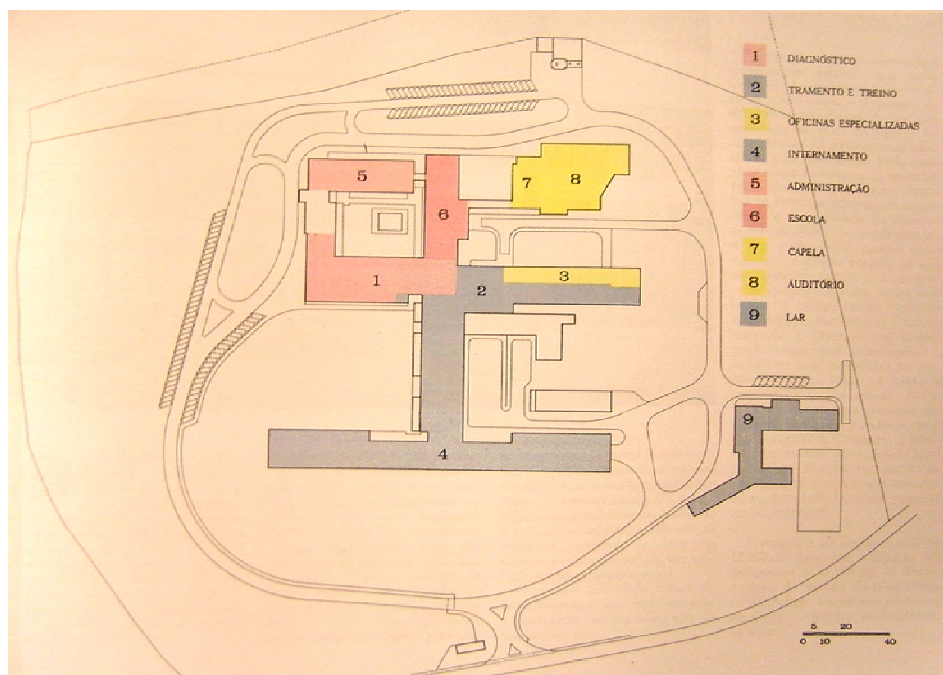 1 DIAGNÓSTICO
2 TRAMENTO E TREINO
3 OFICINAS ESPECIALIZADAS
4 INTERNAMENTO
5 ADMINISTRAÇÃO
6 ESCOLA
7 CAPELA
8 AUDITÓRIO
9 LAR
5
6
7
8
1
2
3
9
4
5 20
0 10 40